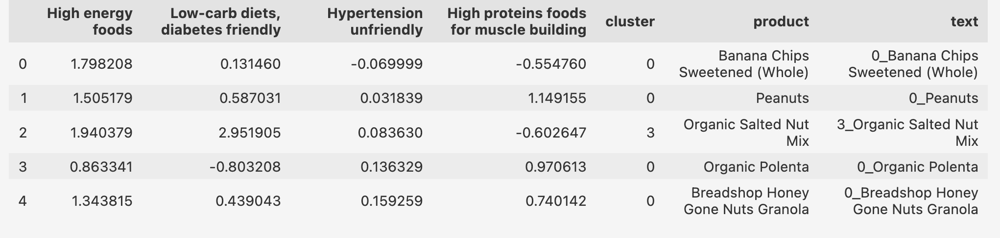 High energy foods Low-carb diets, diabetes friendly Hypertension unfriendly High proteins foods for muscle building cluster product text
0 1.798208 0.131460 -0.069999 -0.554760 0 Banana Chips Sweetened (Whole) 0_Banana Chips Sweetened (Whole)
1 1.505179 0.587031 0.031839 1.149155 0 Peanuts 0_Peanuts
2 1.940379 2.951905 0.083630 -0.602647 3 Organic Salted Nut Mix 3_Organic Salted Nut Mix
3 0.863341 -0.803208 0.136329 0.970613 0 Organic Polenta 0_Organic Polenta
4 1.343815 0.439043 0.159259 0.740142 0 Breadshop Honey Gone Nuts Granola 0_Breadshop Honey Gone Nuts Granola